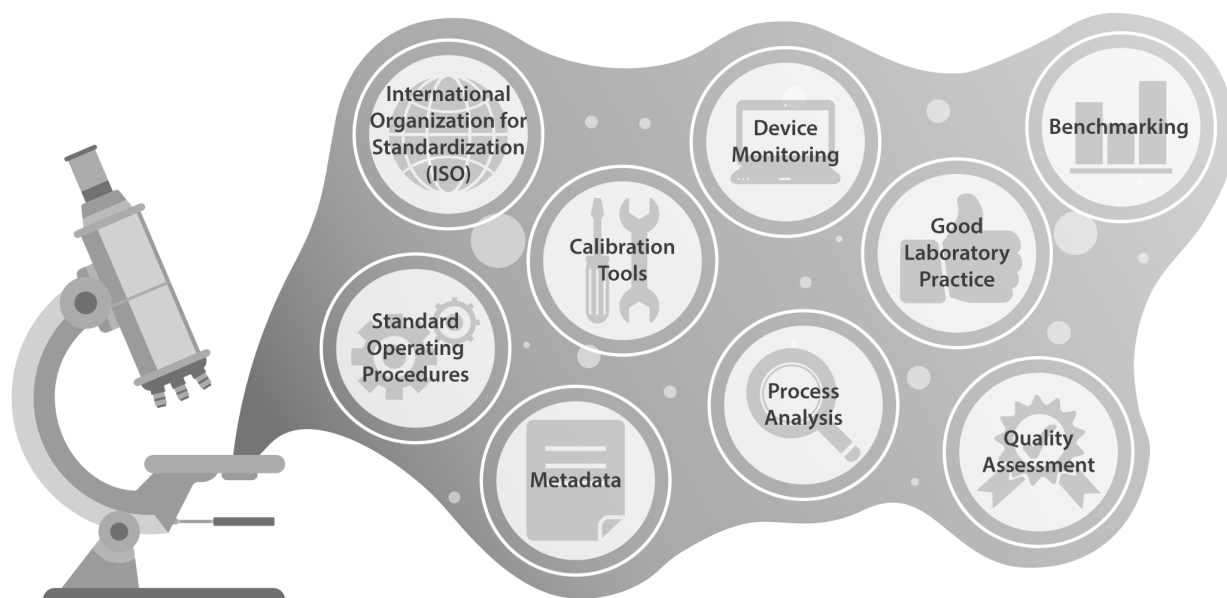 International
Organization for
Standardization
(ISO)
Device
Monitoring
Benchmarking
Calibration
Tools
Good
Laboratory
Practice
Standard
Operating
Procedures
Process
Analysis
Metadata
Quality
Assessment